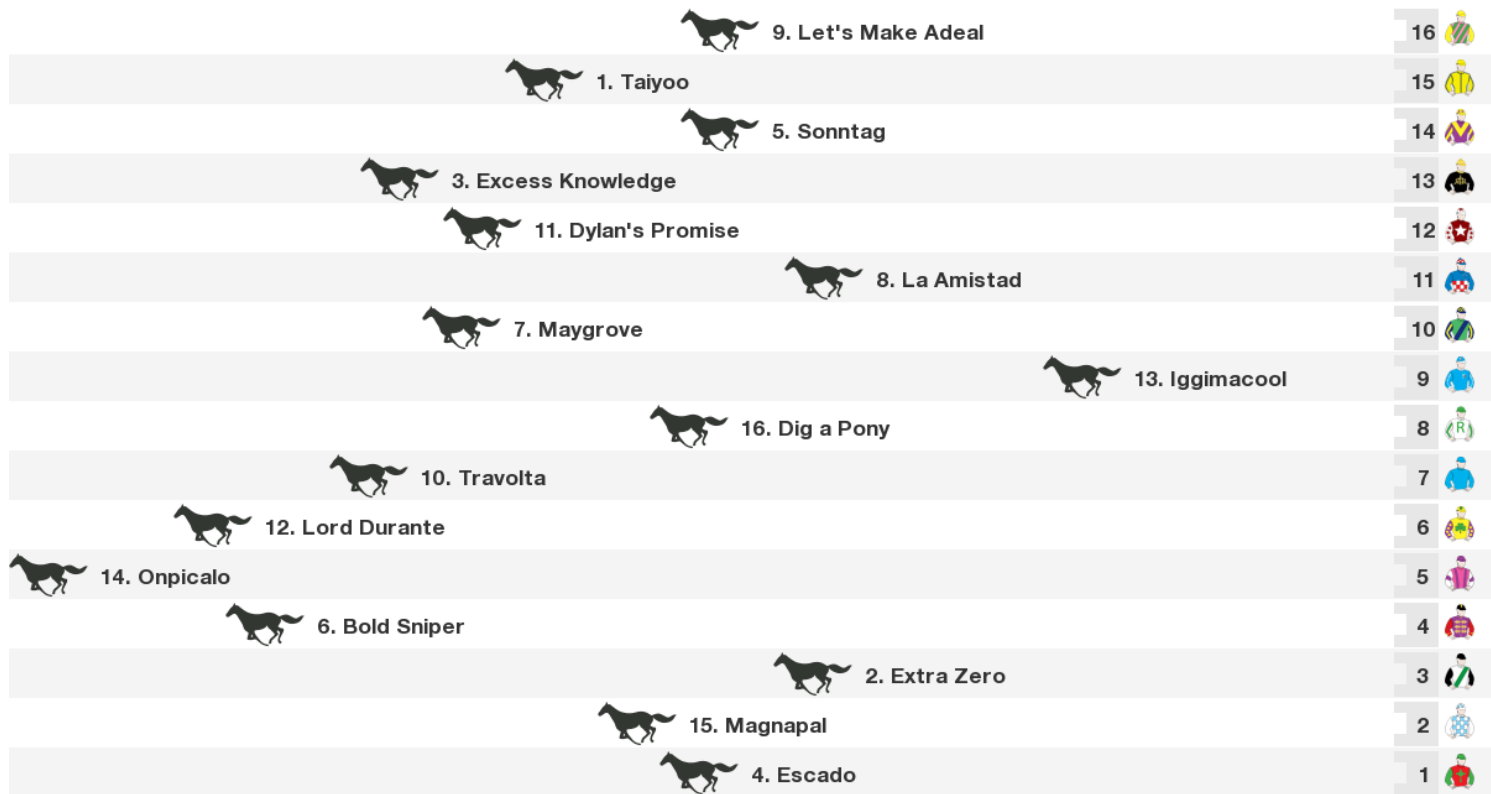 9. Let's Make Adeal 16
1. Taiyoo 15
5. Sonntag 14
3. Excess Knowledge 13
11. Dylan's Promise 12
8. La Amistad 11
7. Maygrove 10
13. Iggimacool 9
16. Dig a Pony 8 R
10. Travolta 7
12. Lord Durante 6
14. Onpicalo 5
6. Bold Sniper 4
2. Extra Zero 3
15. Magnapal 2
4. Escado 1